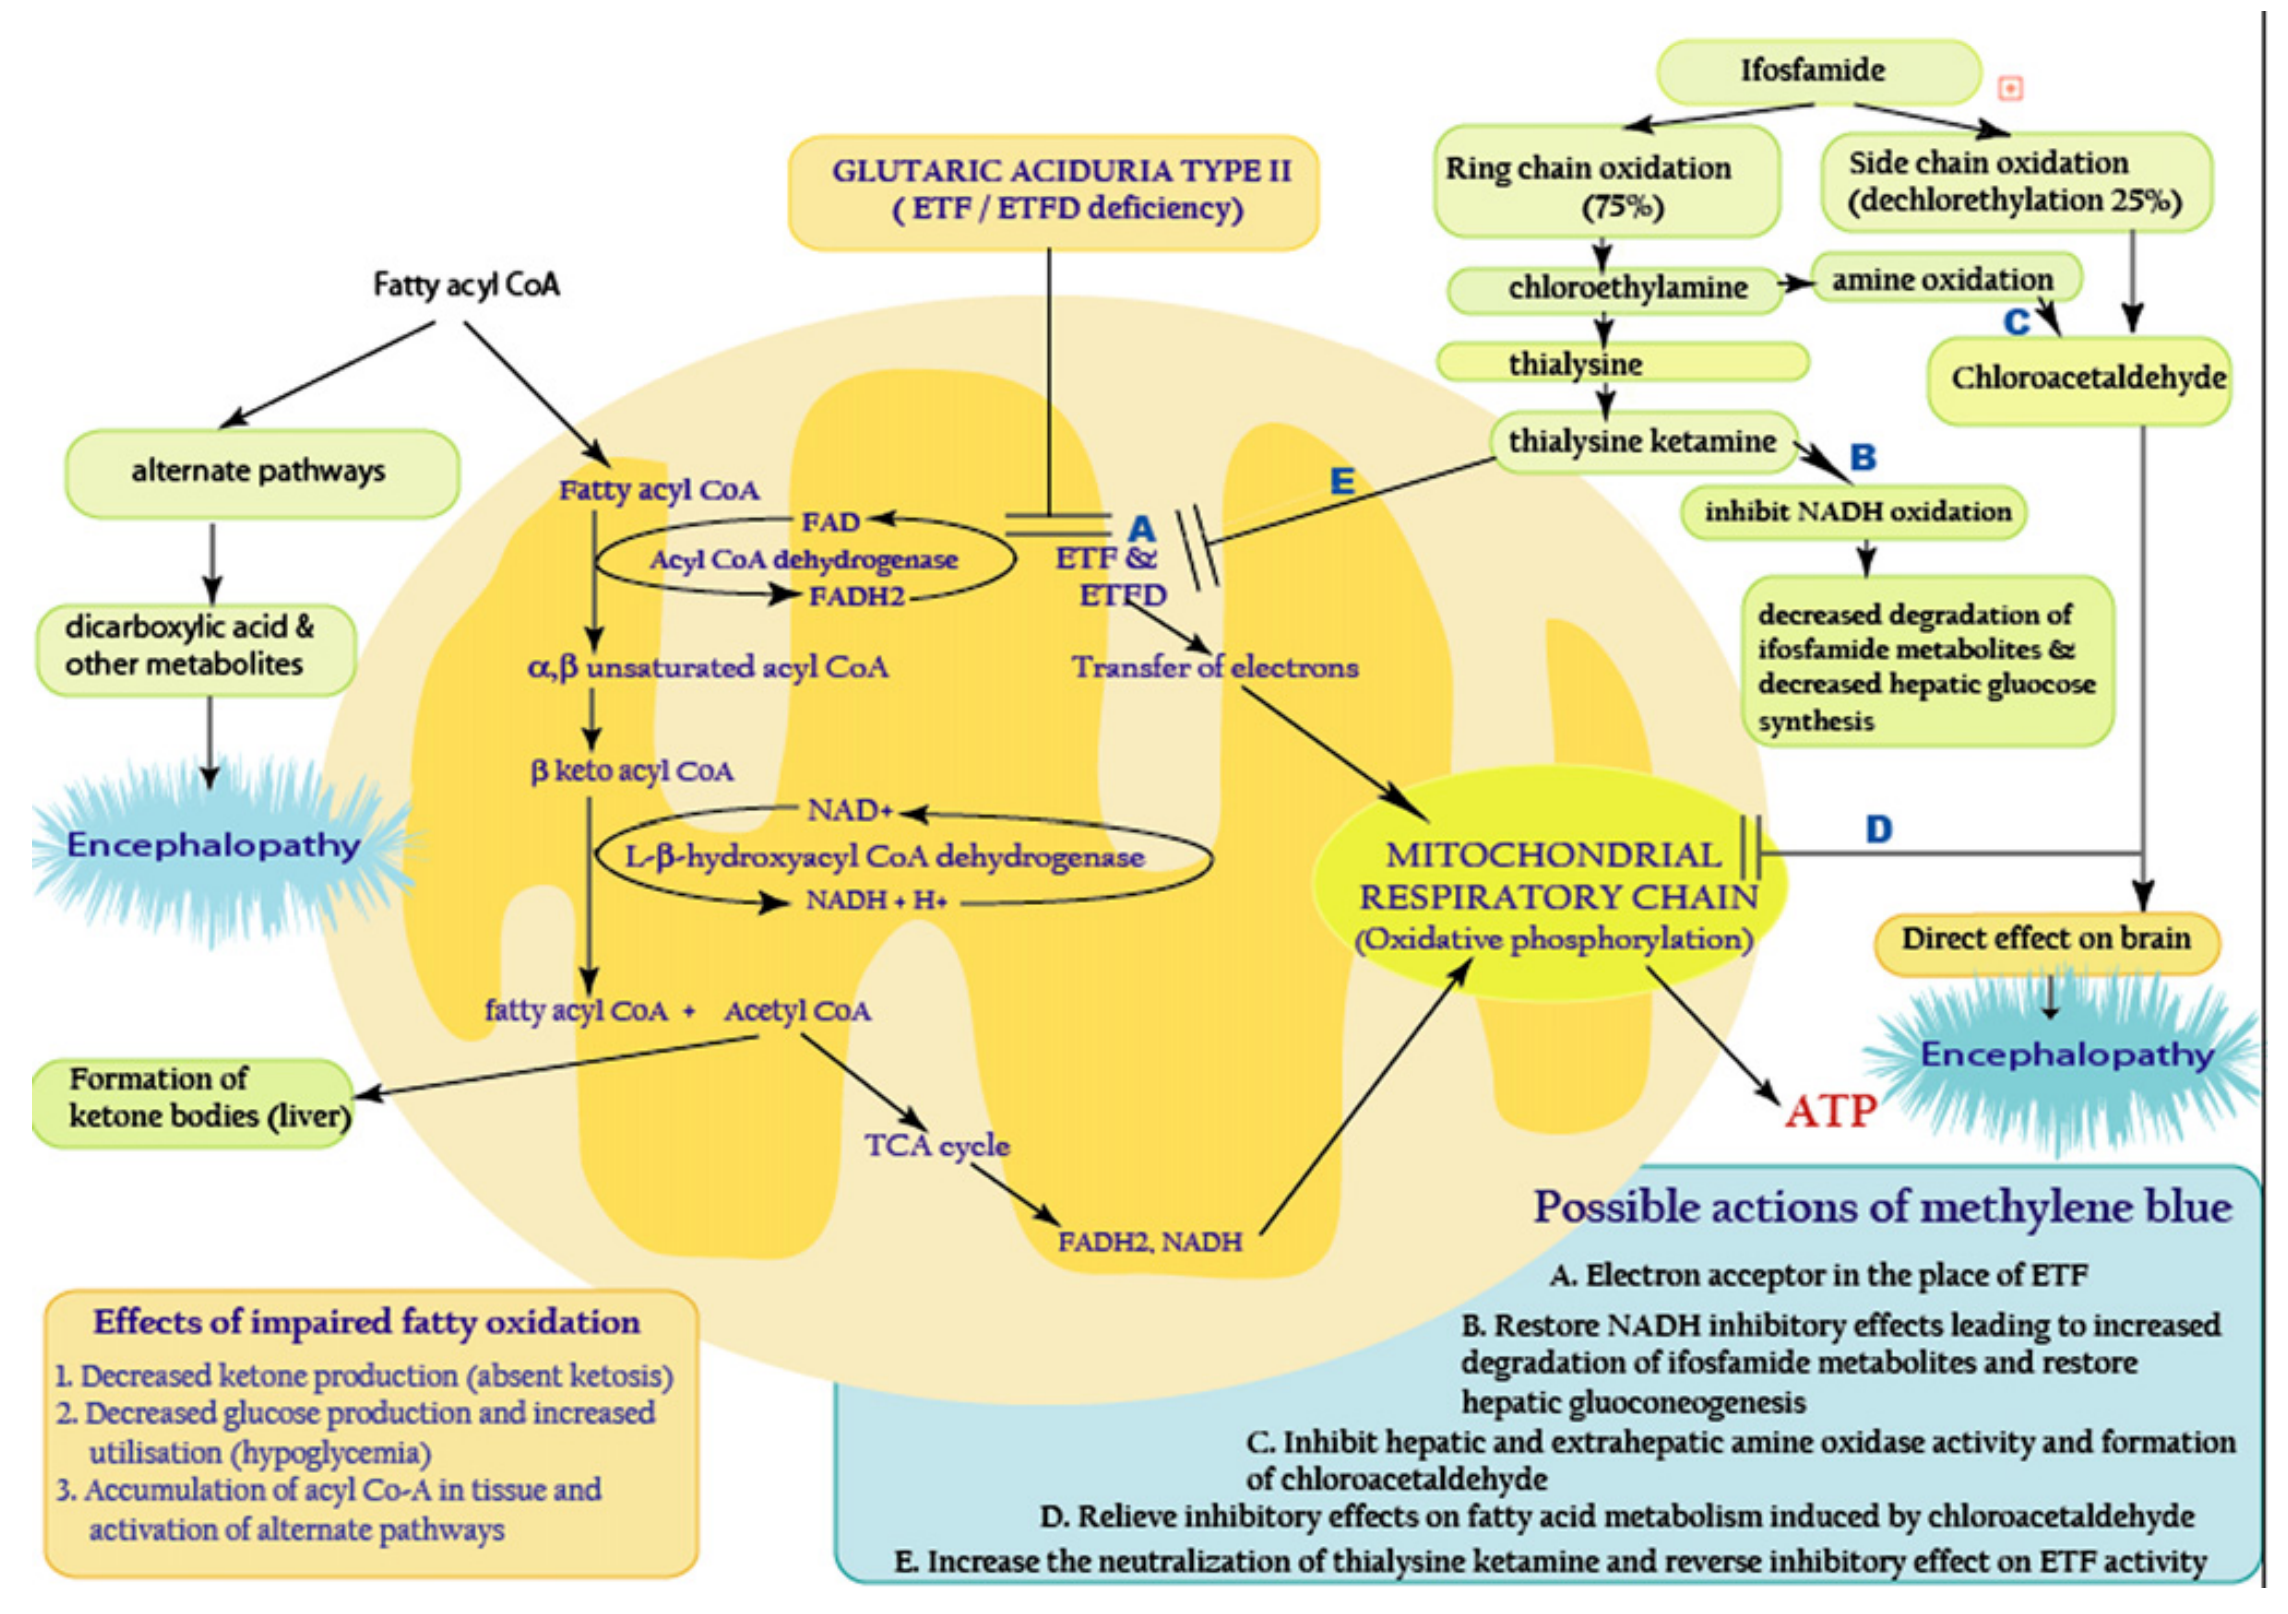 Ifosfamide
Ring chain oxidation
(75%)
Side chain oxidation
(dechlorethylation 25%)
GLUTARIC ACIDURIA TYPE II
( ETF / ETFD deficiency)
chloroethylamine
amine oxidation
C
thialysine
Chloroacetaldehyde
thialysine ketamine
B
inhibit NADH oxidation
decreased degradation of
ifosfamide metabolites &
decreased hepatic gluocose
synthesis
Fatty acyl CoA
alternate pathways
dicarboxylic acid &
other metabolites
Encephalopathy
Fatty acyl CoA
FAD
Acyl CoA dehydrogenase
FADH2
A
ETF &
ETFD
E
Transfer of electrons
α,β unsaturated acyl CoA
β keto acyl CoA
NAD+
L-β-hydroxyacyl CoA dehydrogenase
NADH + H+
MITOCHONDRIAL
RESPIRATORY CHAIN
(Oxidative phosphorylation)
D
Direct effect on brain
Encephalopathy
fatty acyl CoA + Acetyl CoA
Formation of
ketone bodies (liver)
TCA cycle
FADH2, NADH
ATP
Effects of impaired fatty oxidation
1. Decreased ketone production (absent ketosis)
2. Decreased glucose production and increased
utilisation (hypoglycemia)
3. Accumulation of acyl Co-A in tissue and
activation of alternate pathways
Possible actions of methylene blue
A. Electron acceptor in the place of ETF
B. Restore NADH inhibitory effects leading to increased
degradation of ifosfamide metabolites and restore
hepatic gluoconeogenesis
C. Inhibit hepatic and extrahepatic amine oxidase activity and formation
of chloroacetaldehyde
D. Relieve inhibitory effects on fatty acid metabolism induced by chloroacetaldehyde
E. Increase the neutralization of thialysine ketamine and reverse inhibitory effect on ETF activity